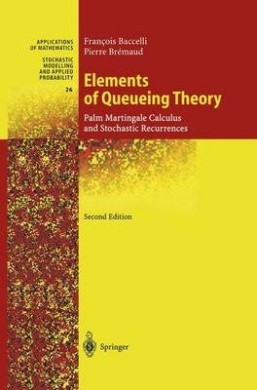 APPLICATIONS
OF MATHEMATICS
STOCHASTIC
MODELLING
AND APPLIED
PROBABILITY
26
François Baccelli
Pierre Brémaud
Elements
of Queueing Theory
Palm Martingale Calculus
and Stochastic Recurrences
Second Edition
Springer